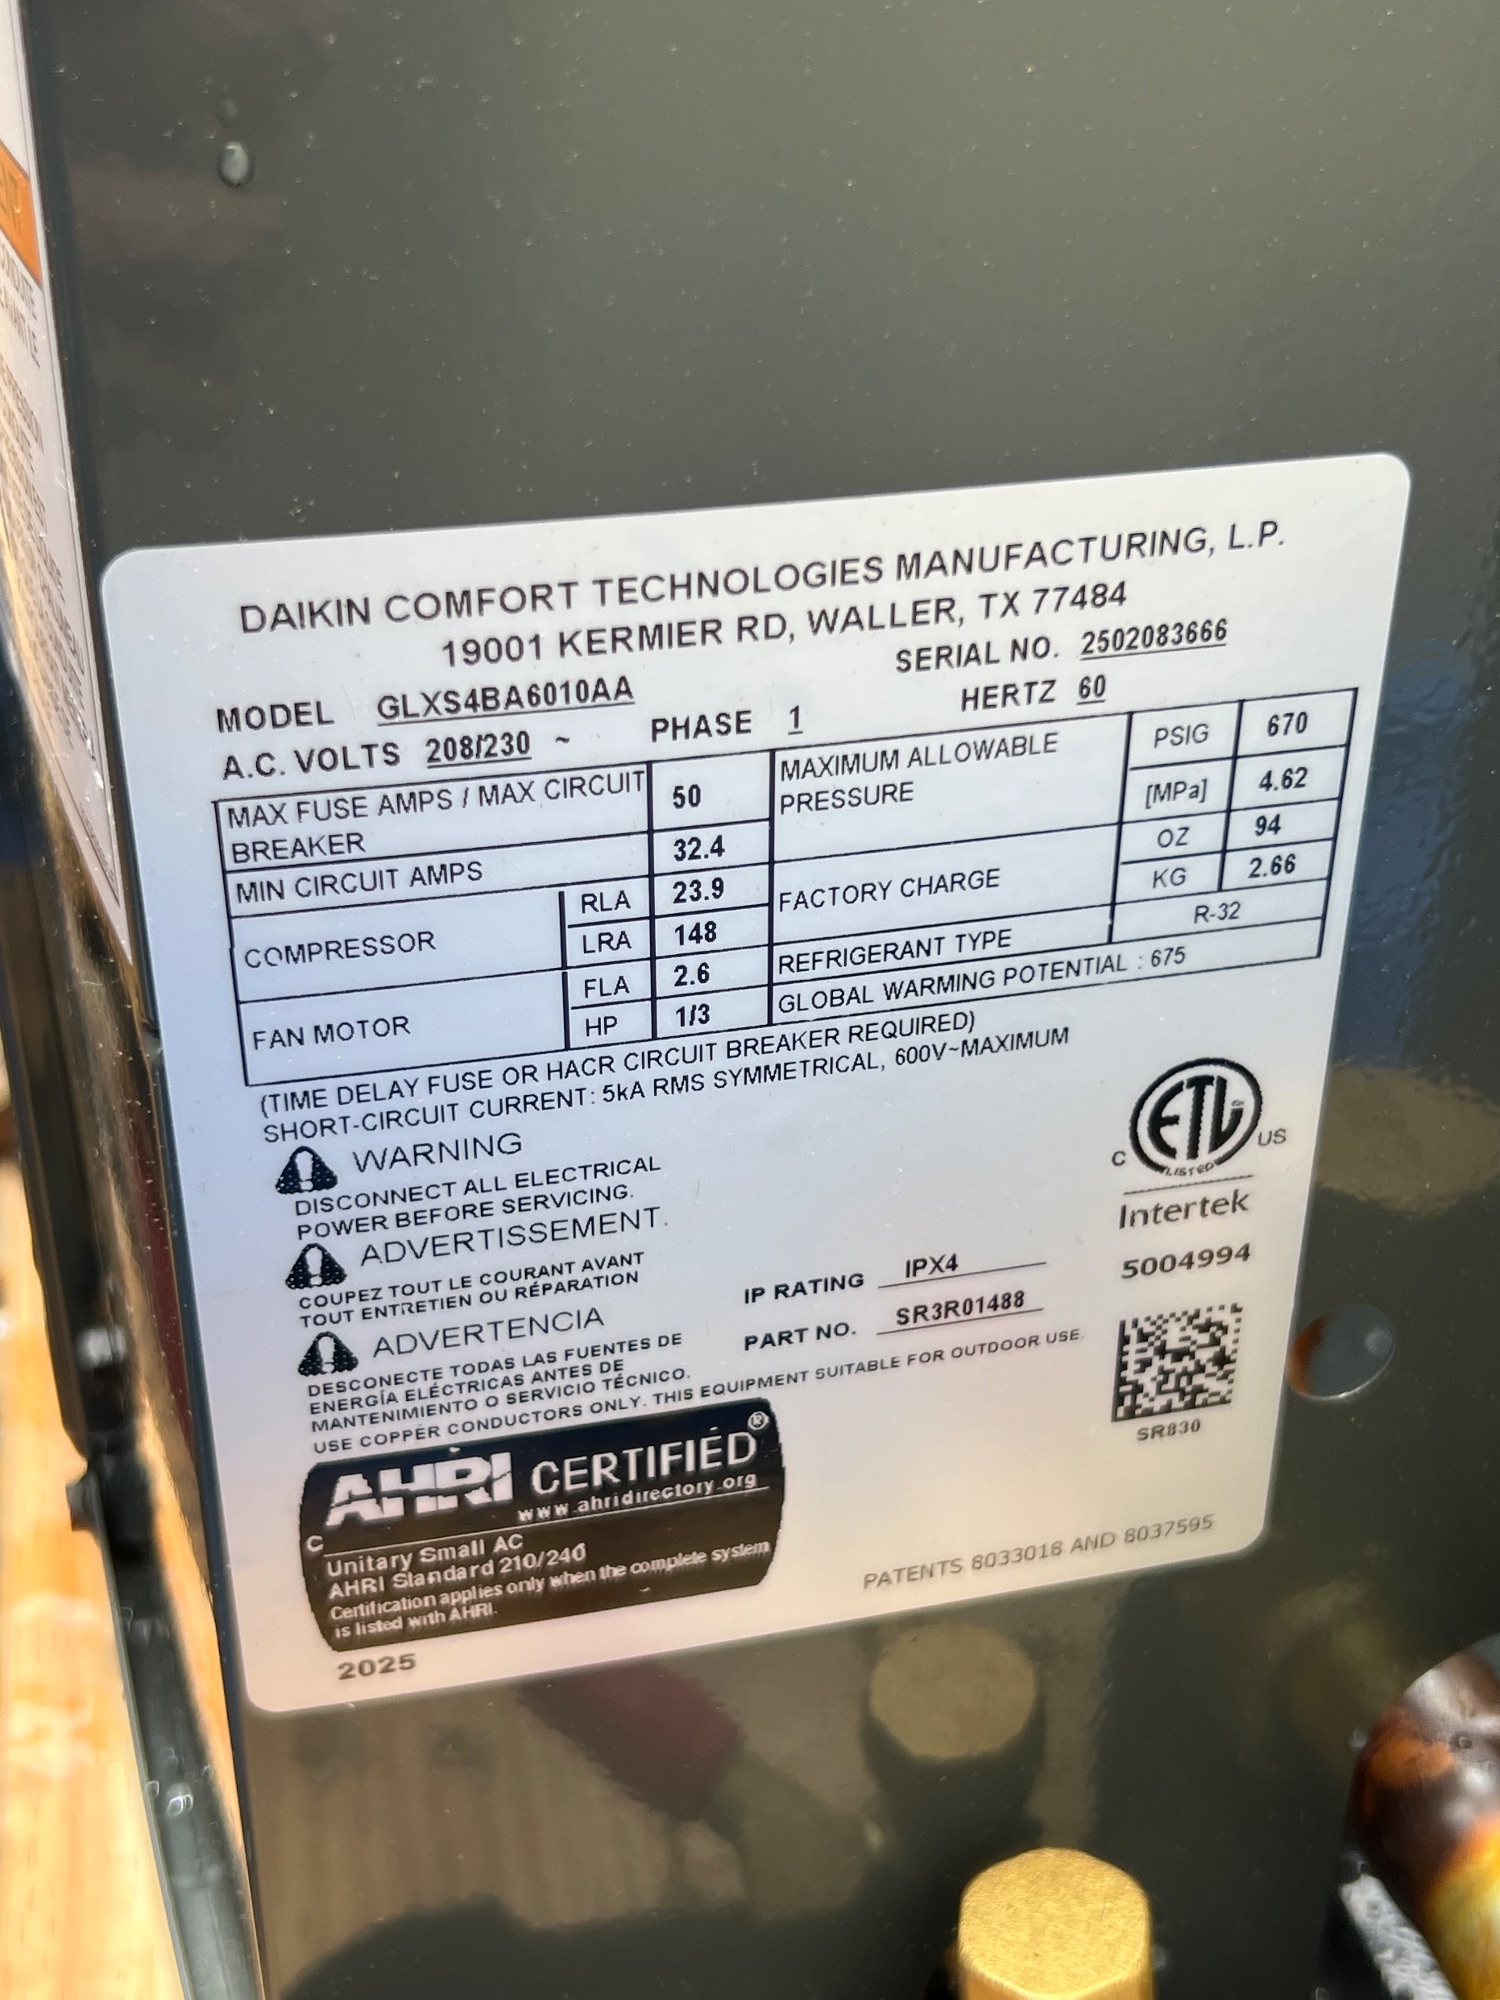 DAIKIN COMFORT TECHNOLOGIES MANUFACTURING, L.P.
19001 KERMIER RD, WALLER, TX 77484
SERIAL NO. 2502083666
MODEL GLXS4BA6010AA
HERTZ 60
A.C. VOLTS 208/230 ~ PHASE 1
MAX FUSE AMPS / MAX CIRCUIT
BREAKER
50
MIN CIRCUIT AMPS 32.4
COMPRESSOR
RLA 23.9
LRA 148
FAN MOTOR
FLA 2.6
HP 1/3
MAXIMUM ALLOWABLE
PRESSURE
PSIG 670
[MPa] 4.62
FACTORY CHARGE
OZ 94
KG 2.66
REFRIGERANT TYPE R-32
GLOBAL WARMING POTENTIAL : 675
(TIME DELAY FUSE OR HACR CIRCUIT BREAKER REQUIRED)
SHORT-CIRCUIT CURRENT: 5kA RMS SYMMETRICAL, 600V~MAXIMUM
WARNING
DISCONNECT ALL ELECTRICAL
POWER BEFORE SERVICING.
ADVERTISSEMENT.
COUPEZ TOUT LE COURANT AVANT
TOUT ENTRETIEN OU RÉPARATION
ADVERTENCIA
DESCONECTE TODAS LAS FUENTES DE
ENERGÍA ELÉCTRICAS ANTES DE
MANTENIMIENTO O SERVICIO TÉCNICO.
USE COPPER CONDUCTORS ONLY. THIS EQUIPMENT SUITABLE FOR OUTDOOR USE.
IP RATING IPX4
PART NO. SR3R01488
ETL
LISTED
C US
Intertek
5004994
SR830
AHRI CERTIFIED®
www.ahridirectory.org
C
Unitary Small AC
AHRI Standard 210/240
Certification applies only when the complete system
is listed with AHRI.
2025
PATENTS 8033018 AND 8037595